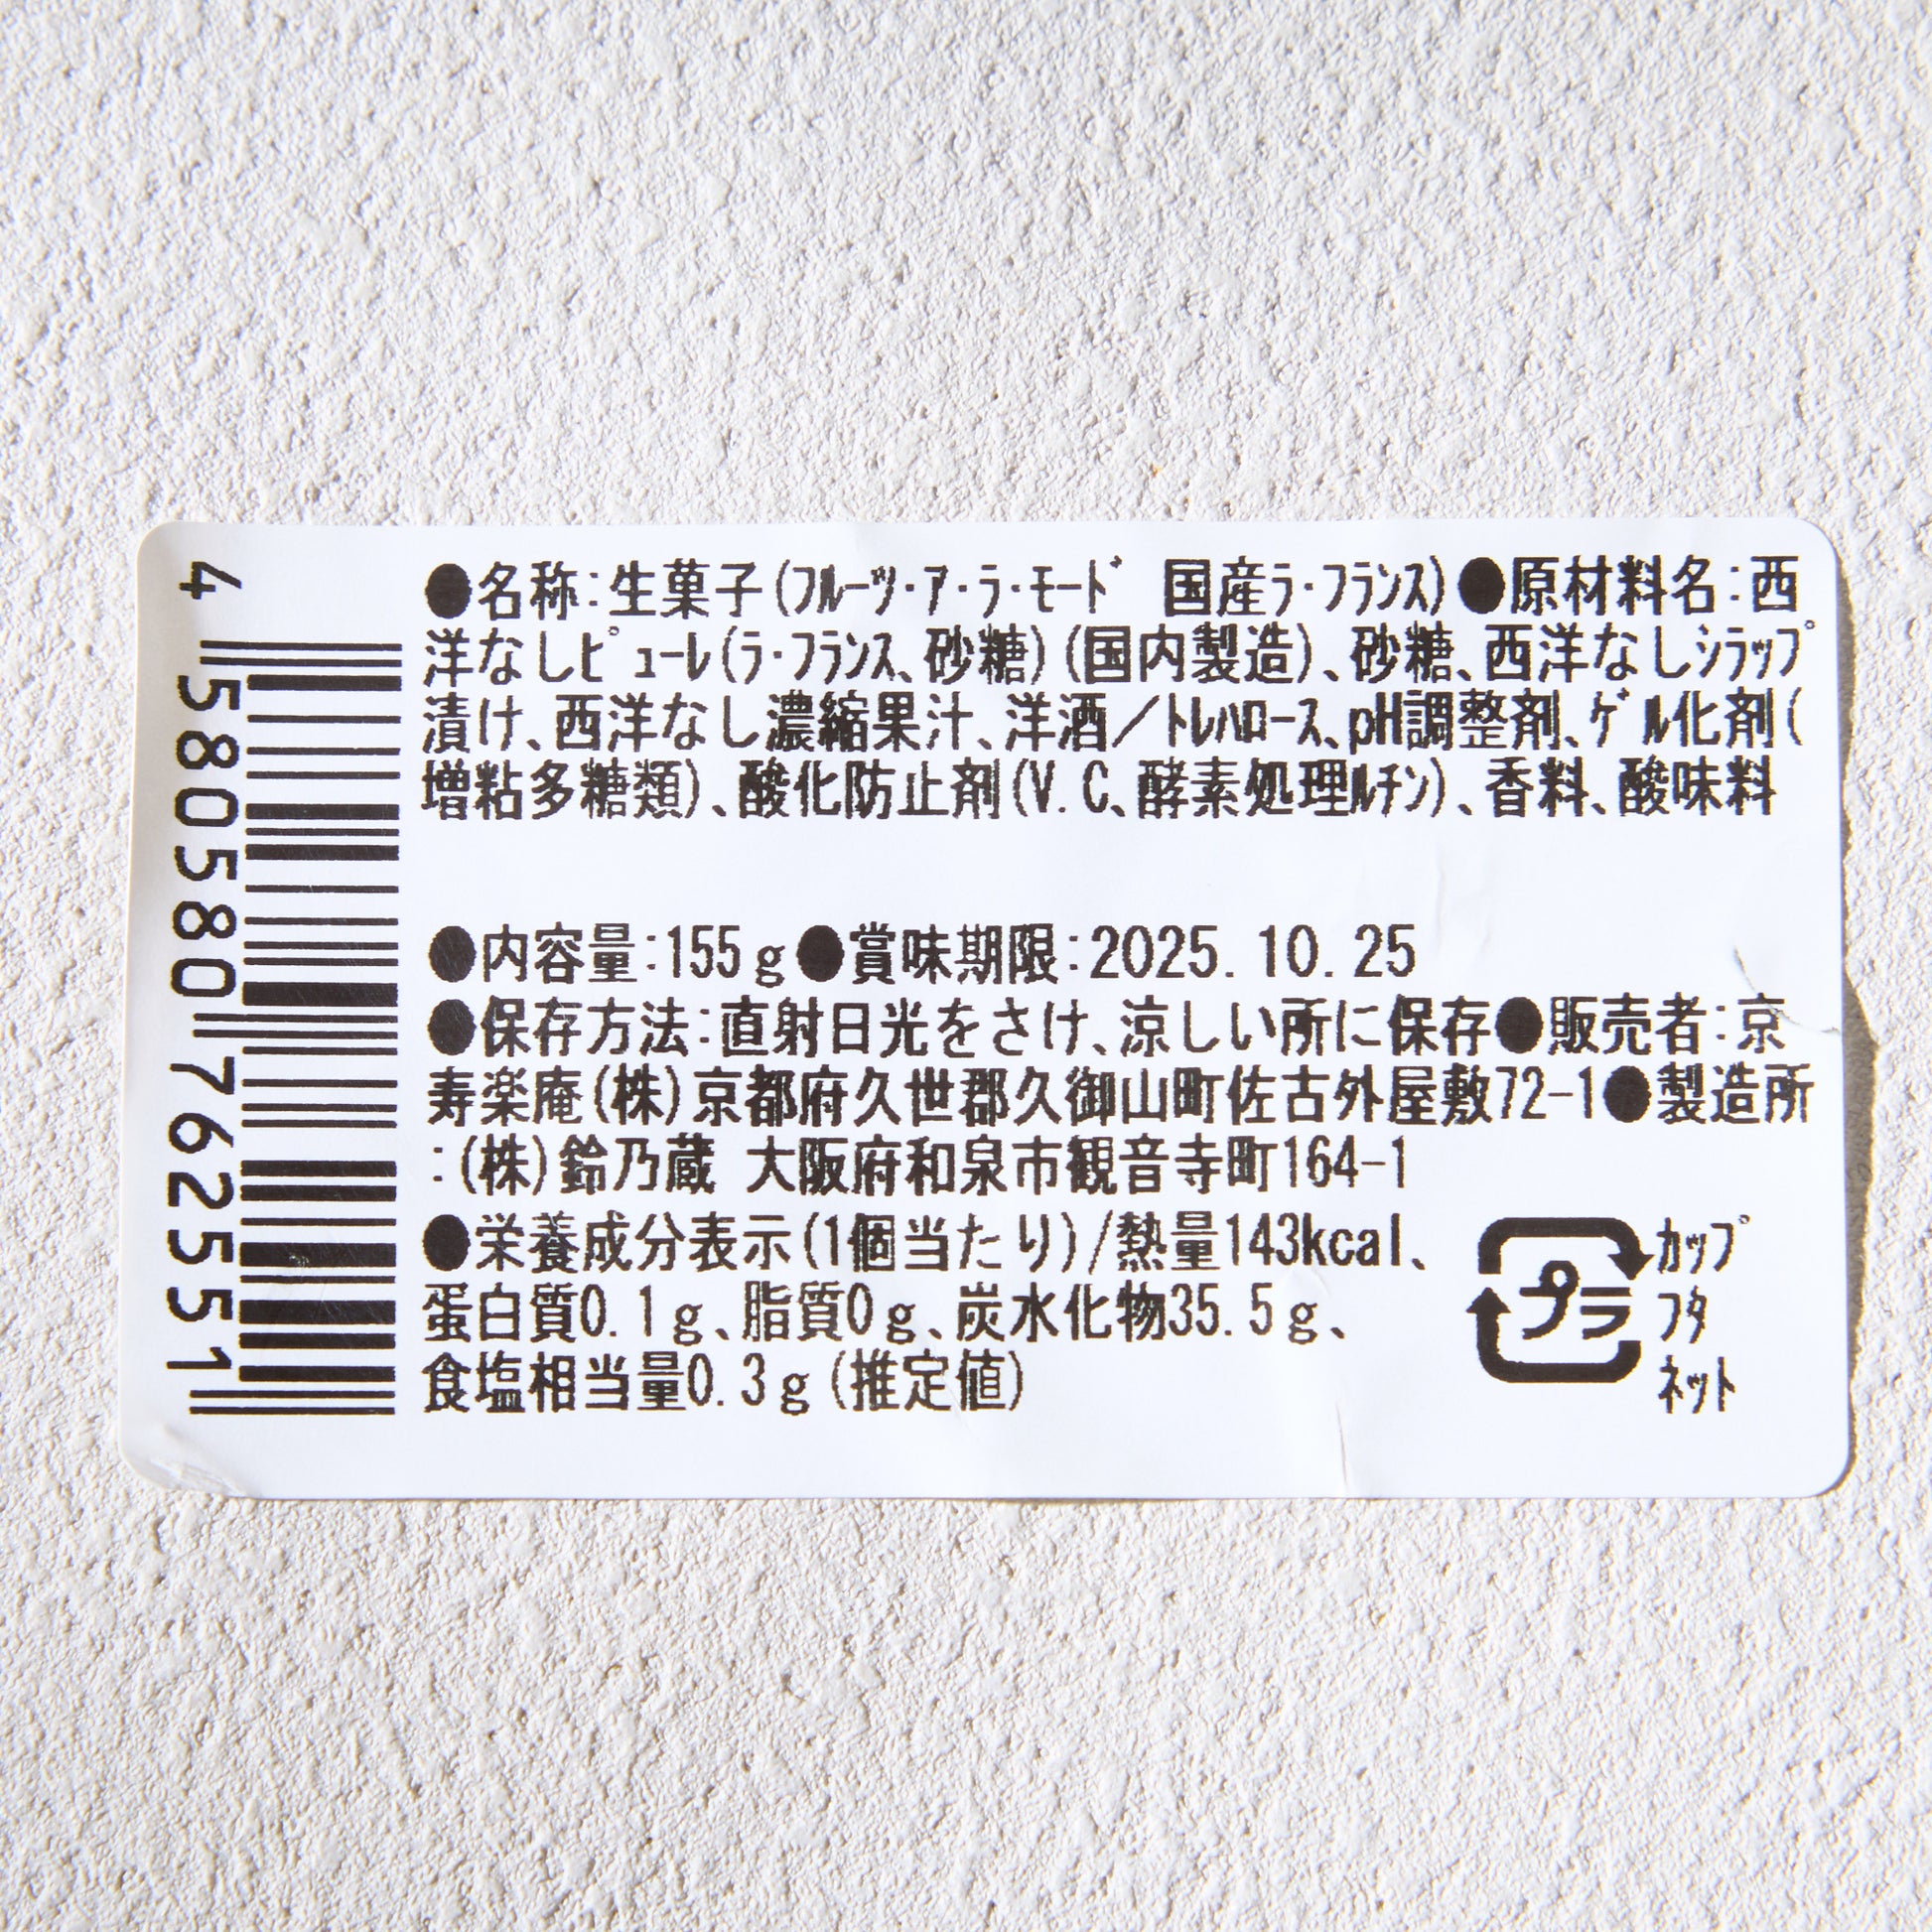 ●名称:生菓子(フルーツ・ア・ラ・モード 国産ラ・フランス)●原材料名:西
洋なしピューレ(ラ・フランス、砂糖)(国内製造)、砂糖、西洋なしシラップ
漬け、西洋なし濃縮果汁、洋酒/トレハロース、pH調整剤、ゲル化剤(
増粘多糖類)、酸化防止剤(V.C、酵素処理ルチン)、香料、酸味料
●内容量:155g●賞味期限:2025.10.25
●保存方法:直射日光をさけ、涼しい所に保存●販売者:京
寿楽庵(株)京都府久世郡久御山町佐古外屋敷72-1●製造所
:(株)鈴乃蔵 大阪府和泉市観音寺町164-1
●栄養成分表示(1個当たり)/熱量143kcal、
蛋白質0.1g、脂質0g、炭水化物35.5g、
食塩相当量0.3g(推定値)
プラ
カップ
フタ
ネット
4580580762551